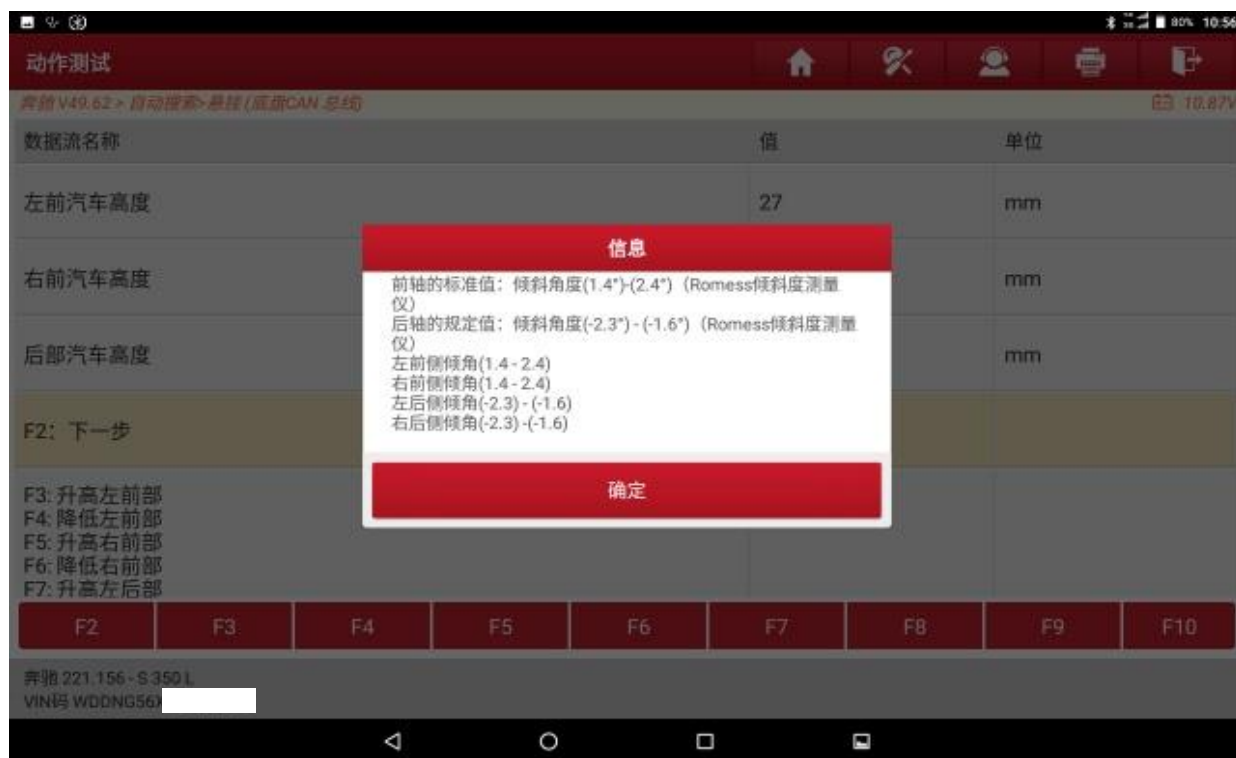 80% 10:56
动作测试
奔驰 V49.62 > 自动搜索>悬挂(底盘CAN 总线)
10.87V
数据流名称 值 单位
左前汽车高度 27 mm
右前汽车高度 mm
后部汽车高度 mm
信息
前轴的标准值：倾斜角度(1.4°)-(2.4°)（Romess倾斜度测量
仪）
后轴的规定值：倾斜角度(-2.3°) - (-1.6°)（Romess倾斜度测量
仪）
左前侧倾角(1.4 - 2.4)
右前侧倾角(1.4 - 2.4)
左后侧倾角(-2.3) - (-1.6)
右后侧倾角(-2.3) -(-1.6)
确定
F2：下一步
F3: 升高左前部
F4: 降低左前部
F5: 升高右前部
F6: 降低右前部
F7: 升高左后部
F2 F3 F4 F5 F6 F7 F8 F9 F10
奔驰 221.156 - S 350 L
VIN码 WDDNG56X